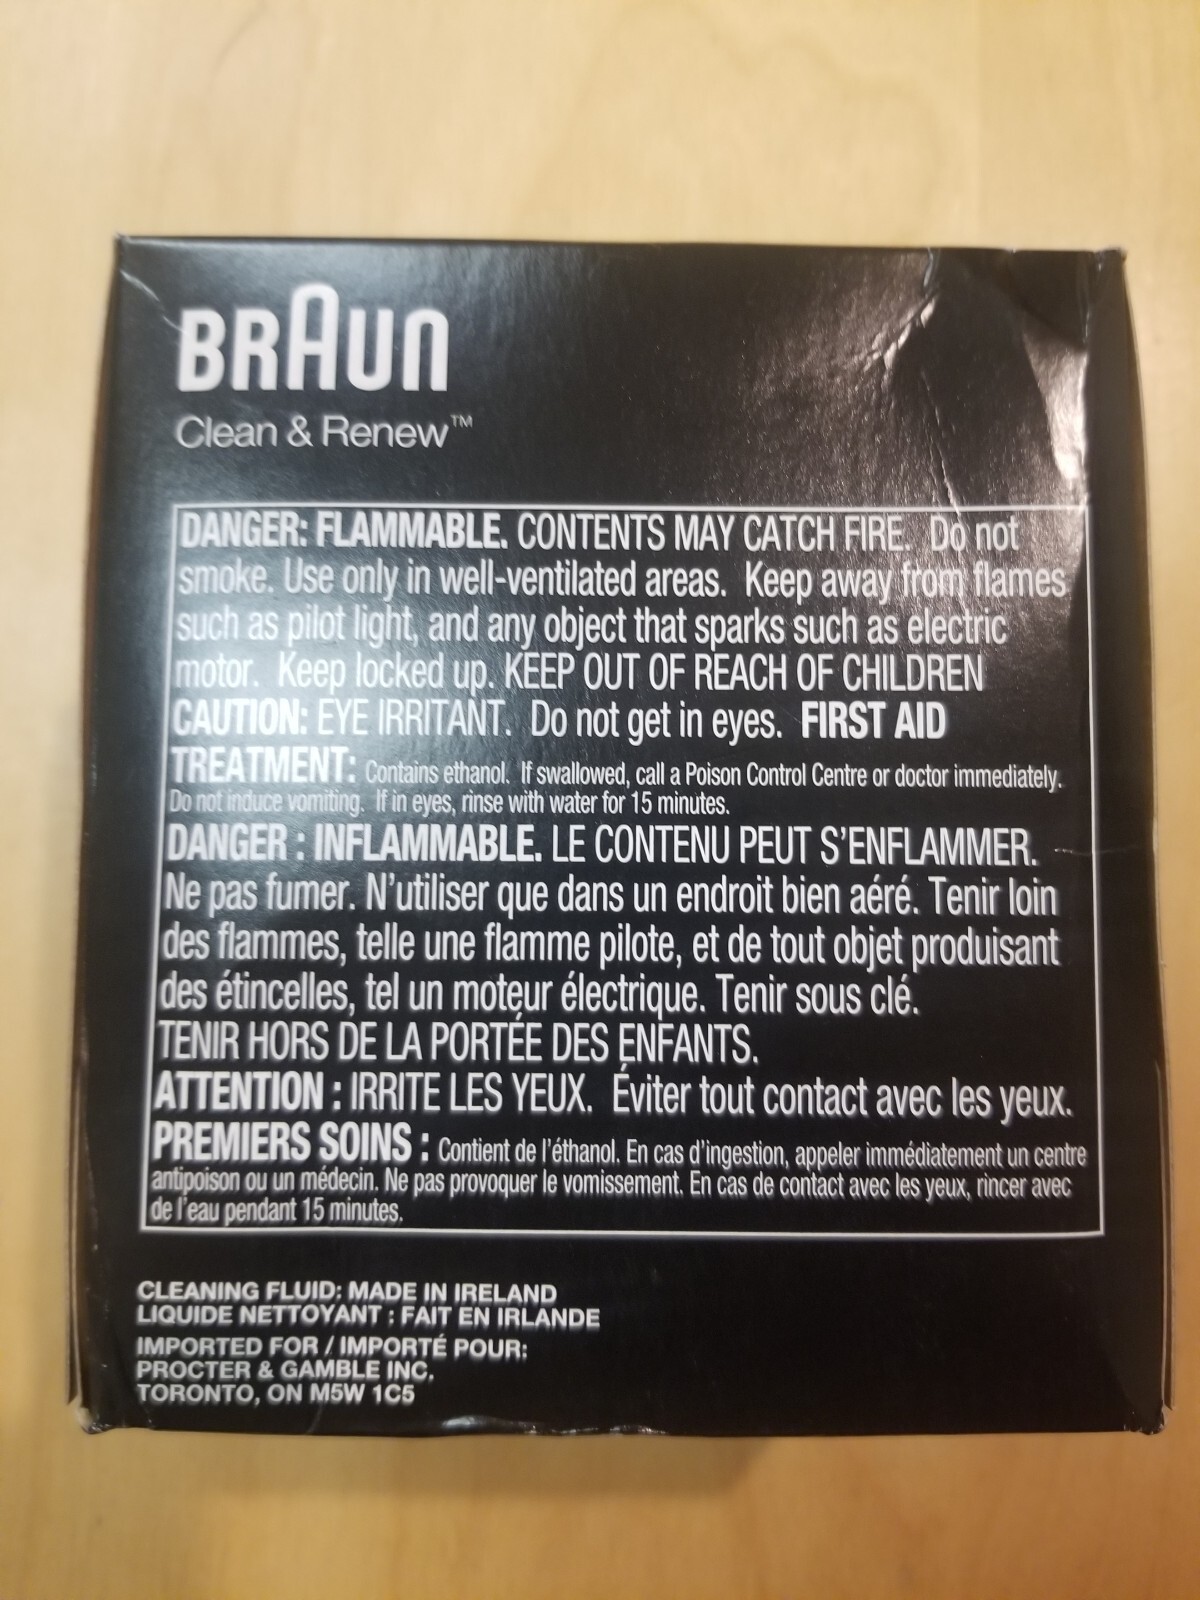 BRAUN
Clean & Renew™
DANGER: FLAMMABLE. CONTENTS MAY CATCH FIRE. Do not
smoke. Use only in well-ventilated areas. Keep away from flames
such as pilot light, and any object that sparks such as electric
motor. Keep locked up. KEEP OUT OF REACH OF CHILDREN
CAUTION: EYE IRRITANT. Do not get in eyes. FIRST AID
TREATMENT: Contains ethanol. If swallowed, call a Poison Control Centre or doctor immediately.
Do not induce vomiting. If in eyes, rinse with water for 15 minutes.
DANGER : INFLAMMABLE. LE CONTENU PEUT S'ENFLAMMER.
Ne pas fumer. N'utiliser que dans un endroit bien aéré. Tenir loin
des flammes, telle une flamme pilote, et de tout objet produisant
des étincelles, tel un moteur électrique. Tenir sous clé.
TENIR HORS DE LA PORTÉE DES ENFANTS.
ATTENTION : IRRITE LES YEUX. Éviter tout contact avec les yeux.
PREMIERS SOINS : Contient de l'éthanol. En cas d'ingestion, appeler immédiatement un centre
antipoison ou un médecin. Ne pas provoquer le vomissement. En cas de contact avec les yeux, rincer avec
de l'eau pendant 15 minutes.
CLEANING FLUID: MADE IN IRELAND
LIQUIDE NETTOYANT : FAIT EN IRLANDE
IMPORTED FOR / IMPORTÉ POUR:
PROCTER & GAMBLE INC.
TORONTO, ON M5W 1C5